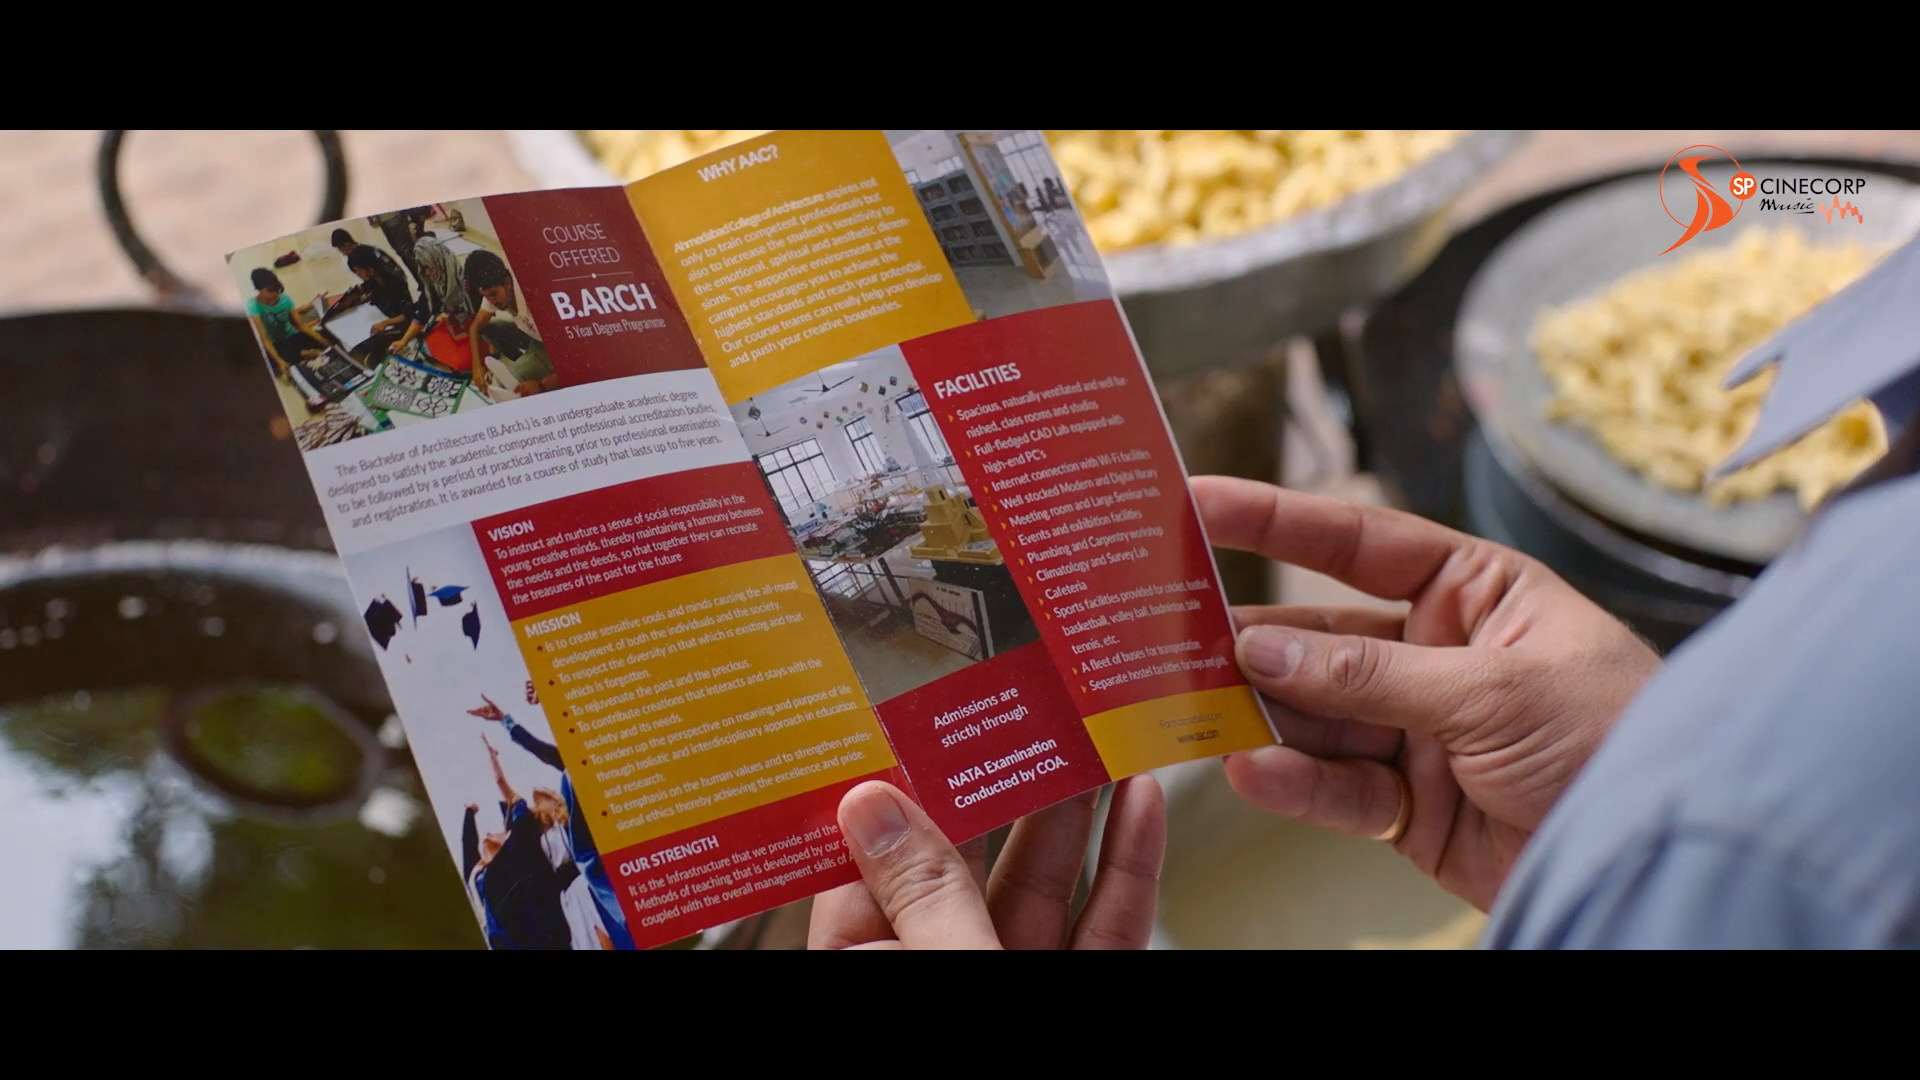 COURSE
OFFERED
B.ARCH
5 Year Degree Programme
The Bachelor of Architecture (B.Arch.) is an undergraduate academic degree
designed to satisfy the academic component of professional accreditation bodies,
to be followed by a period of practical training prior to professional examination
and registration. It is awarded for a course of study that lasts up to five years.
VISION
To instruct and nurture a sense of social responsibility in the
young creative minds, thereby maintaining a harmony between
the needs and the deeds, so that together they can recreate
the treasures of the past for the future
MISSION
• Is to create sensitive souls and minds causing the all round
development of both the individuals and the society.
• To respect the diversity in that which is existing and that
which is forgotten.
• To rejuvenate the past and the precious.
• To contribute creations that interacts and stays with the
society and its needs.
• To widen up the perspective on meaning and purpose of life
through holistic and interdisciplinary approach in education
and research.
• To emphasis on the human values and to strengthen profes-
sional ethics thereby achieving the excellence and pride.
OUR STRENGTH
It is the Infrastructure that we provide and the
Methods of teaching that is developed by our
coupled with the overall management skills of
WHY AAC?
Ahmedabad College of Architecture aspires not
only to train competent professionals but
also to increase the student's sensitivity to
the emotional, spiritual and aesthetic dimen-
sions. The supportive environment at the
campus encourages you to achieve the
highest standards and reach your potential.
Our course teams can really help you develop
and push your creative boundaries.
FACILITIES
Spacious, naturally ventilated and well fur-
nished, class rooms and studios
Full-fledged CAD Lab equipped with
high-end PC's
Internet connection with Wi-Fi facilities
Well stocked Modern and Digital library
Meeting room and Large Seminar halls
Events and exhibition facilities
Plumbing and Carpentry workshop
Climatology and Survey Lab
Cafeteria
Sports facilities provided for cricket, football,
basketball, volley ball, badminton, table
tennis, etc.
A fleet of buses for transportation.
Separate hostel facilities for boys and girls.
Admissions are
strictly through
NATA Examination
Conducted by COA.
SP CINECORP
Music